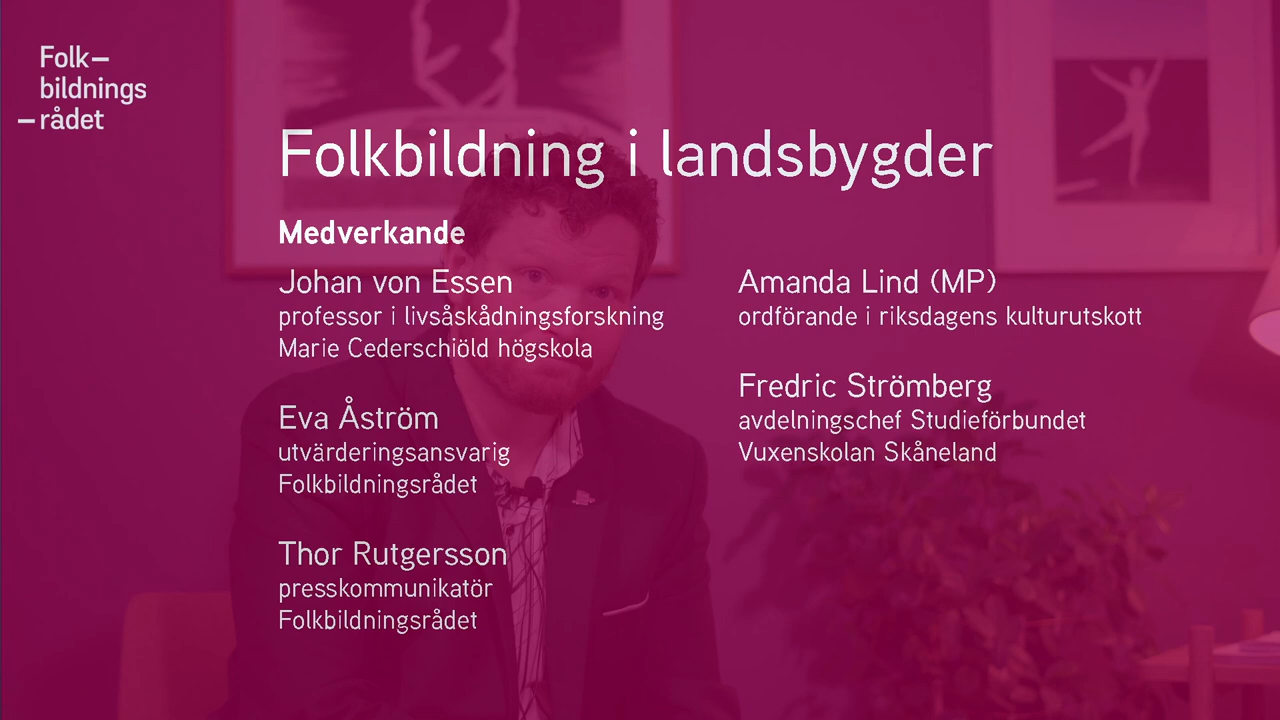 Folk–
bildnings
–rådet
Folkbildning i landsbygder
Medverkande
Johan von Essen
professor i livsåskådningsforskning
Marie Cederschiöld högskola
Eva Åström
utvärderingsansvarig
Folkbildningsrådet
Thor Rutgersson
presskommunikatör
Folkbildningsrådet
Amanda Lind (MP)
ordförande i riksdagens kulturutskott
Fredric Strömberg
avdelningschef Studieförbundet
Vuxenskolan Skåneland